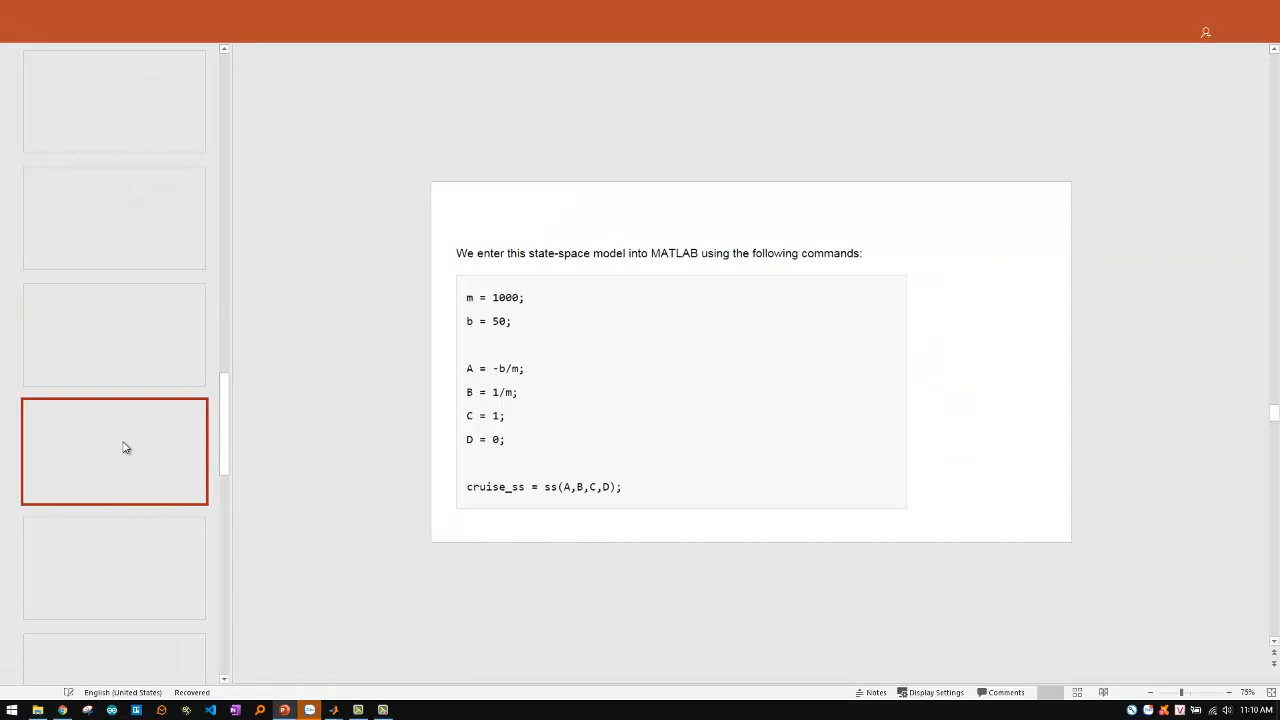 We enter this state-space model into MATLAB using the following commands:
m = 1000;
b = 50;
A = -b/m;
B = 1/m;
C = 1;
D = 0;
cruise_ss = ss(A,B,C,D);
English (United States) Recovered Notes Display Settings Comments 75%
11:10 AM